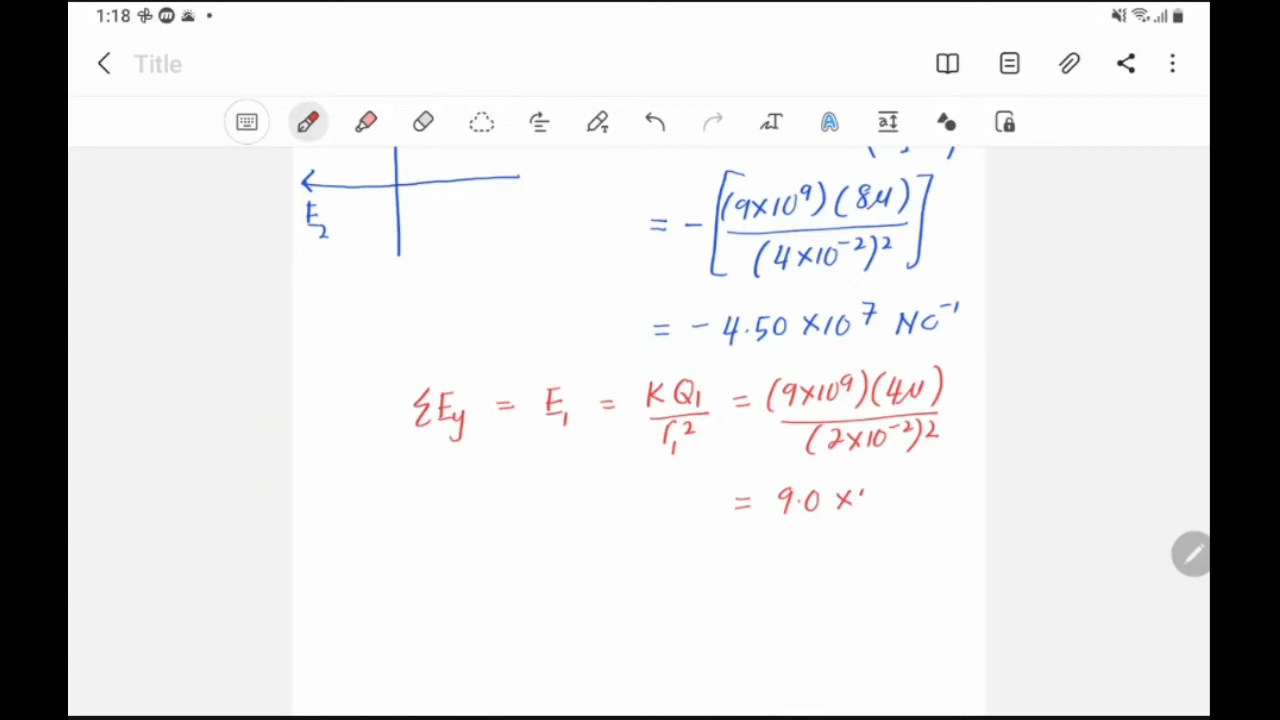 1:18
Title
E₂
= - [(9×10⁹)(8μ) / (4×10⁻²)²]
= - 4.50 ×10⁷ NC⁻¹
ΣEy = E₁ = KQ₁ / r₁² = (9×10⁹)(4μ) / (2×10⁻²)²
= 9.0 ×